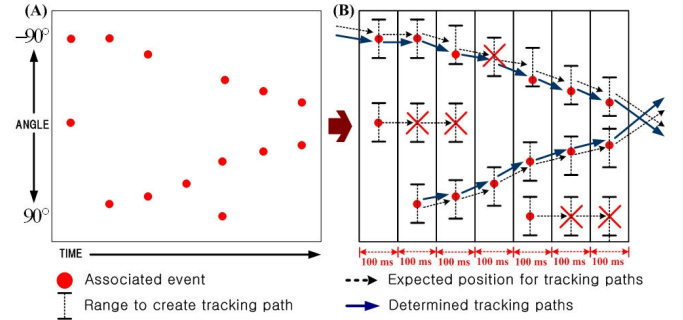 (A)
(B)
–90°
ANGLE
90°
TIME
100 ms 100 ms 100 ms 100 ms 100 ms 100 ms 100 ms
Associated event
Expected position for tracking paths
Range to create tracking path
Determined tracking paths